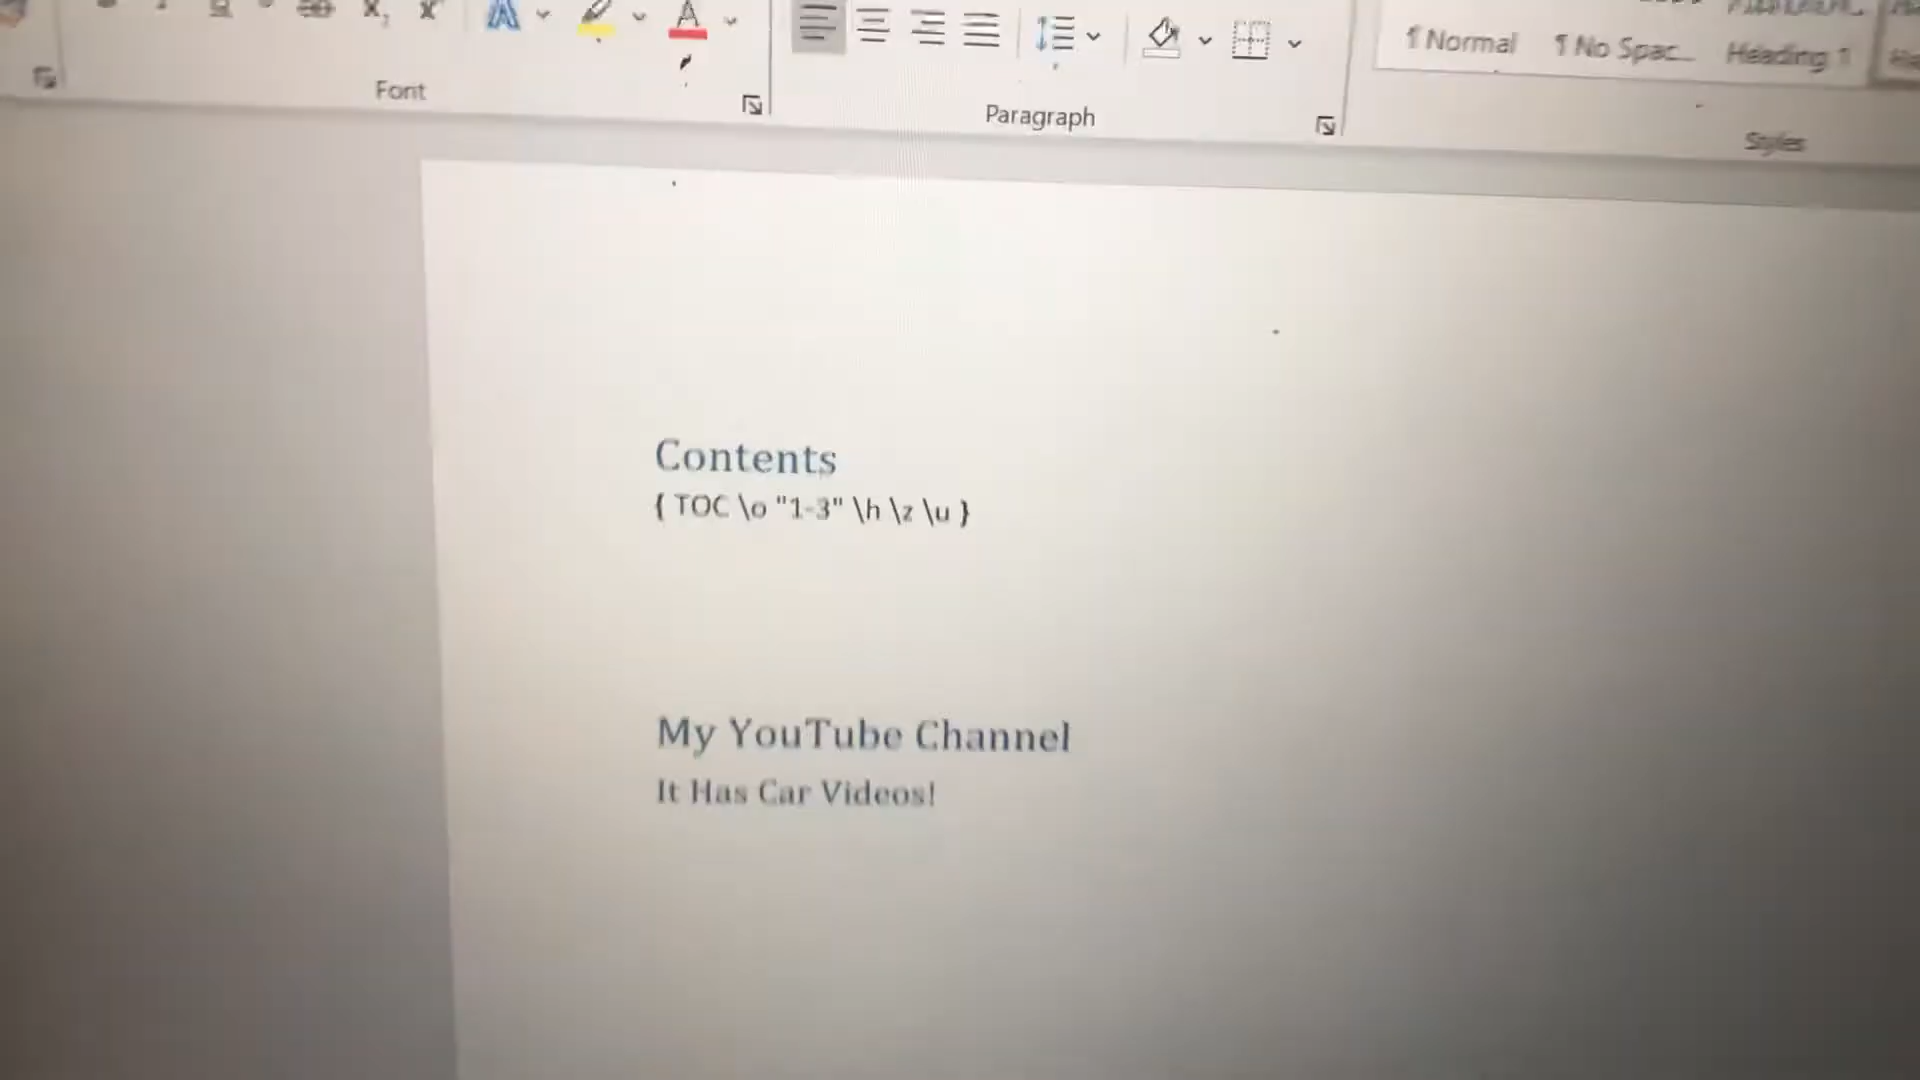 Font
Paragraph
Styles
¶ Normal
¶ No Spac...
Heading 1
Contents
{ TOC \o "1-3" \h \z \u }
My YouTube Channel
It Has Car Videos!